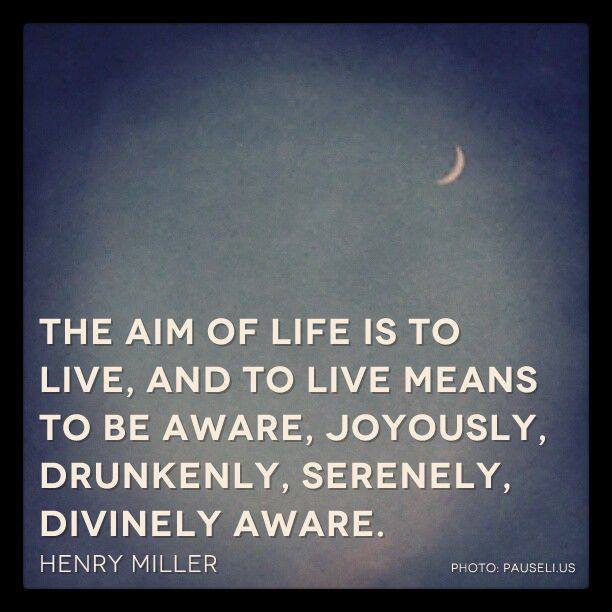 THE AIM OF LIFE IS TO
LIVE, AND TO LIVE MEANS
TO BE AWARE, JOYOUSLY,
DRUNKENLY, SERENELY,
DIVINELY AWARE.
HENRY MILLER
PHOTO: PAUSELI.US